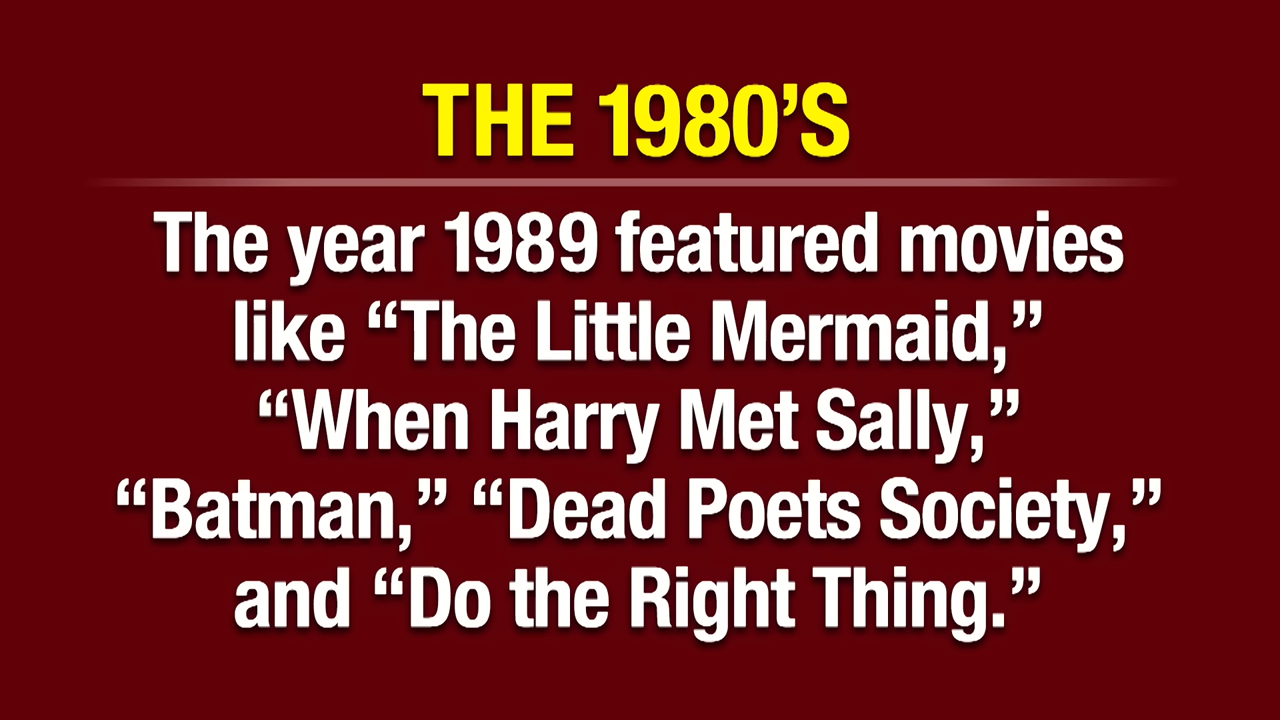 THE 1980’S
The year 1989 featured movies
like “The Little Mermaid,”
“When Harry Met Sally,”
“Batman,” “Dead Poets Society,”
and “Do the Right Thing.”